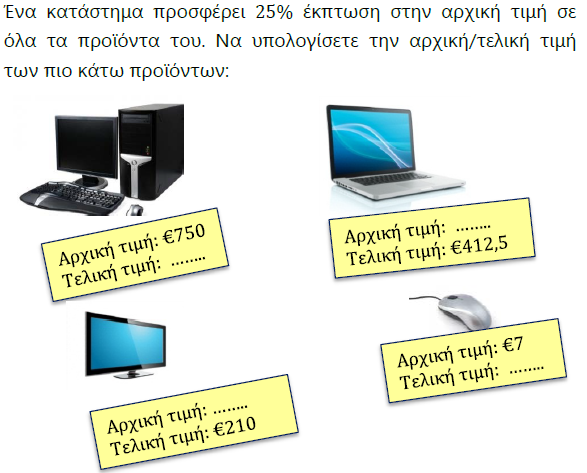 Ένα κατάστημα προσφέρει 25% έκπτωση στην αρχική τιμή σε
όλα τα προϊόντα του. Να υπολογίσετε την αρχική/τελική τιμή
των πιο κάτω προϊόντων:
Αρχική τιμή: €750
Τελική τιμή: ........
Αρχική τιμή: ........
Τελική τιμή: €412,5
Αρχική τιμή: ........
Τελική τιμή: €210
Αρχική τιμή: €7
Τελική τιμή: ........